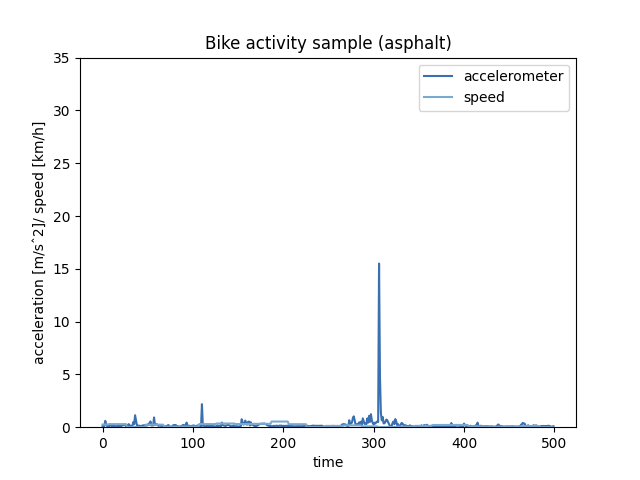 Bike activity sample (asphalt)
accelerometer
speed
acceleration [m/sˆ2]/ speed [km/h]
35
30
25
20
15
10
5
0
0 100 200 300 400 500
time